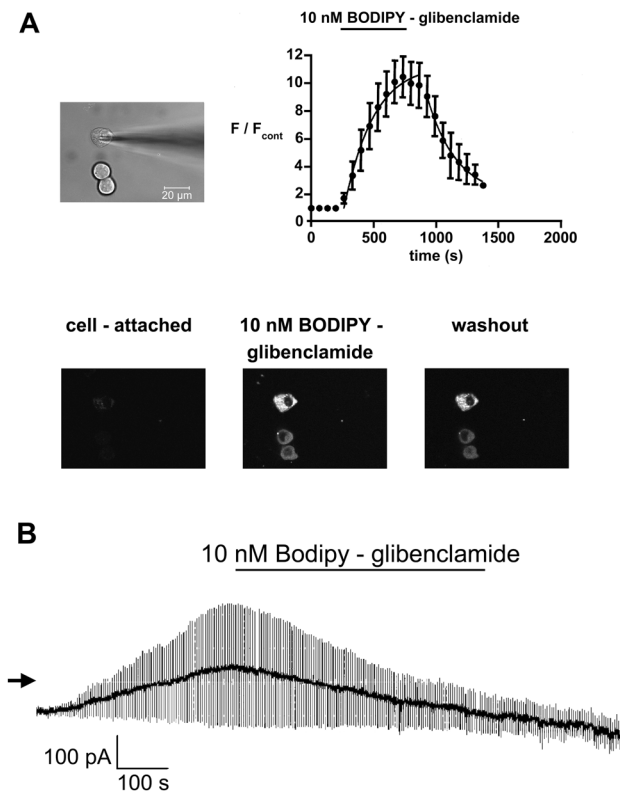 A
10 nM BODIPY - glibenclamide
12
10
8
6
4
2
0
F / Fcont
0 500 1000 1500 2000
time (s)
20 µm
cell - attached
10 nM BODIPY -
glibenclamide
washout
B
10 nM Bodipy - glibenclamide
100 pA
100 s